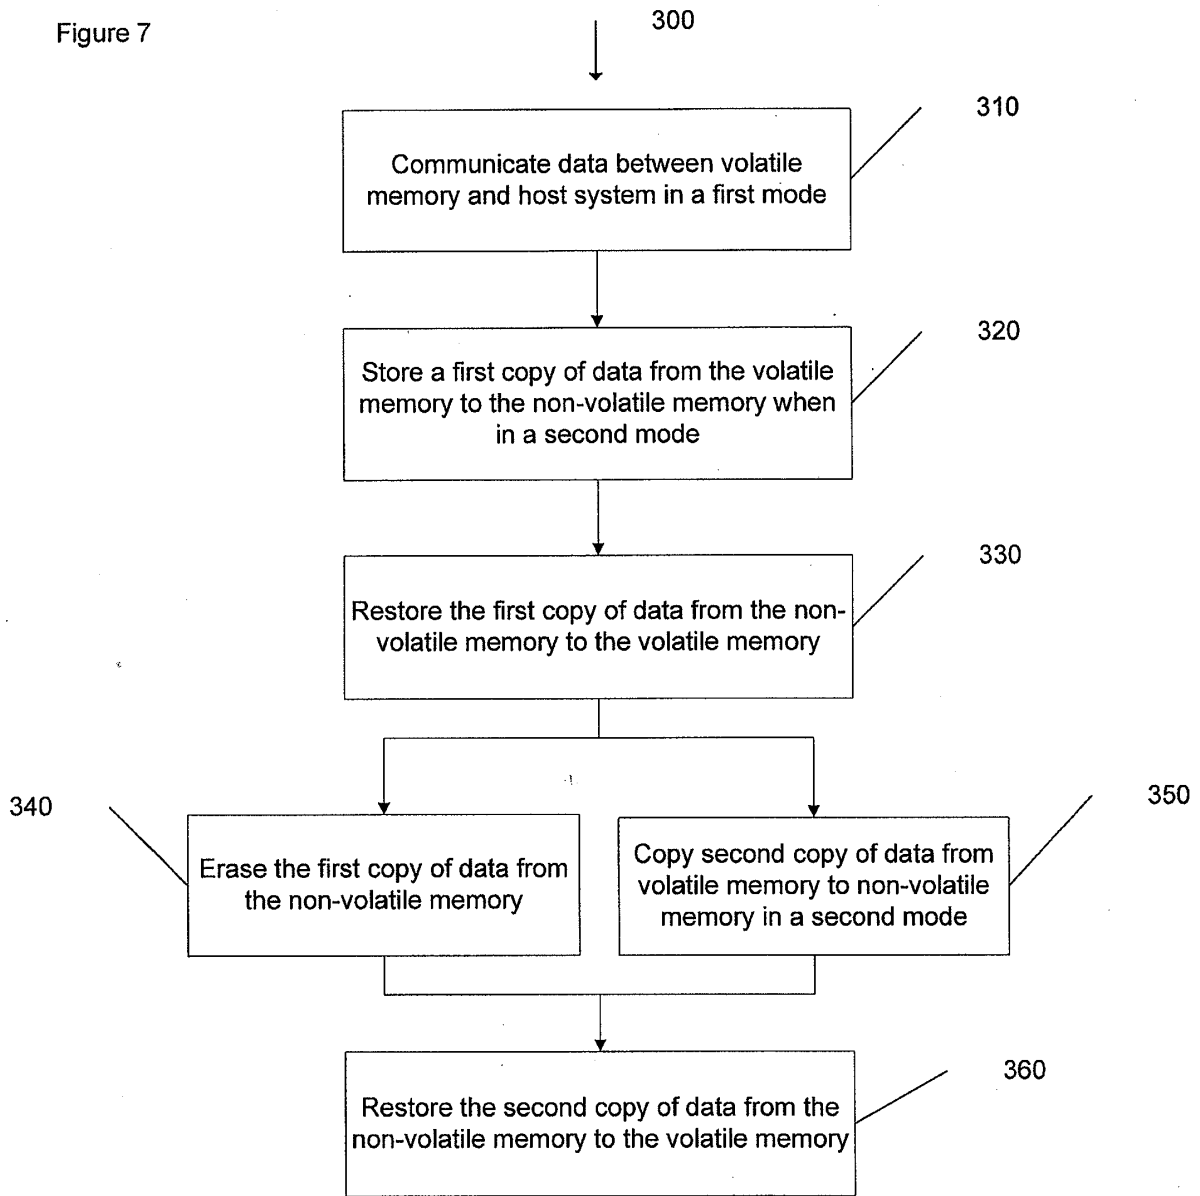 Figure 7
300
310
Communicate data between volatile
memory and host system in a first mode
320
Store a first copy of data from the volatile
memory to the non-volatile memory when
in a second mode
330
Restore the first copy of data from the non-
volatile memory to the volatile memory
340
Erase the first copy of data from
the non-volatile memory
350
Copy second copy of data from
volatile memory to non-volatile
memory in a second mode
360
Restore the second copy of data from the
non-volatile memory to the volatile memory